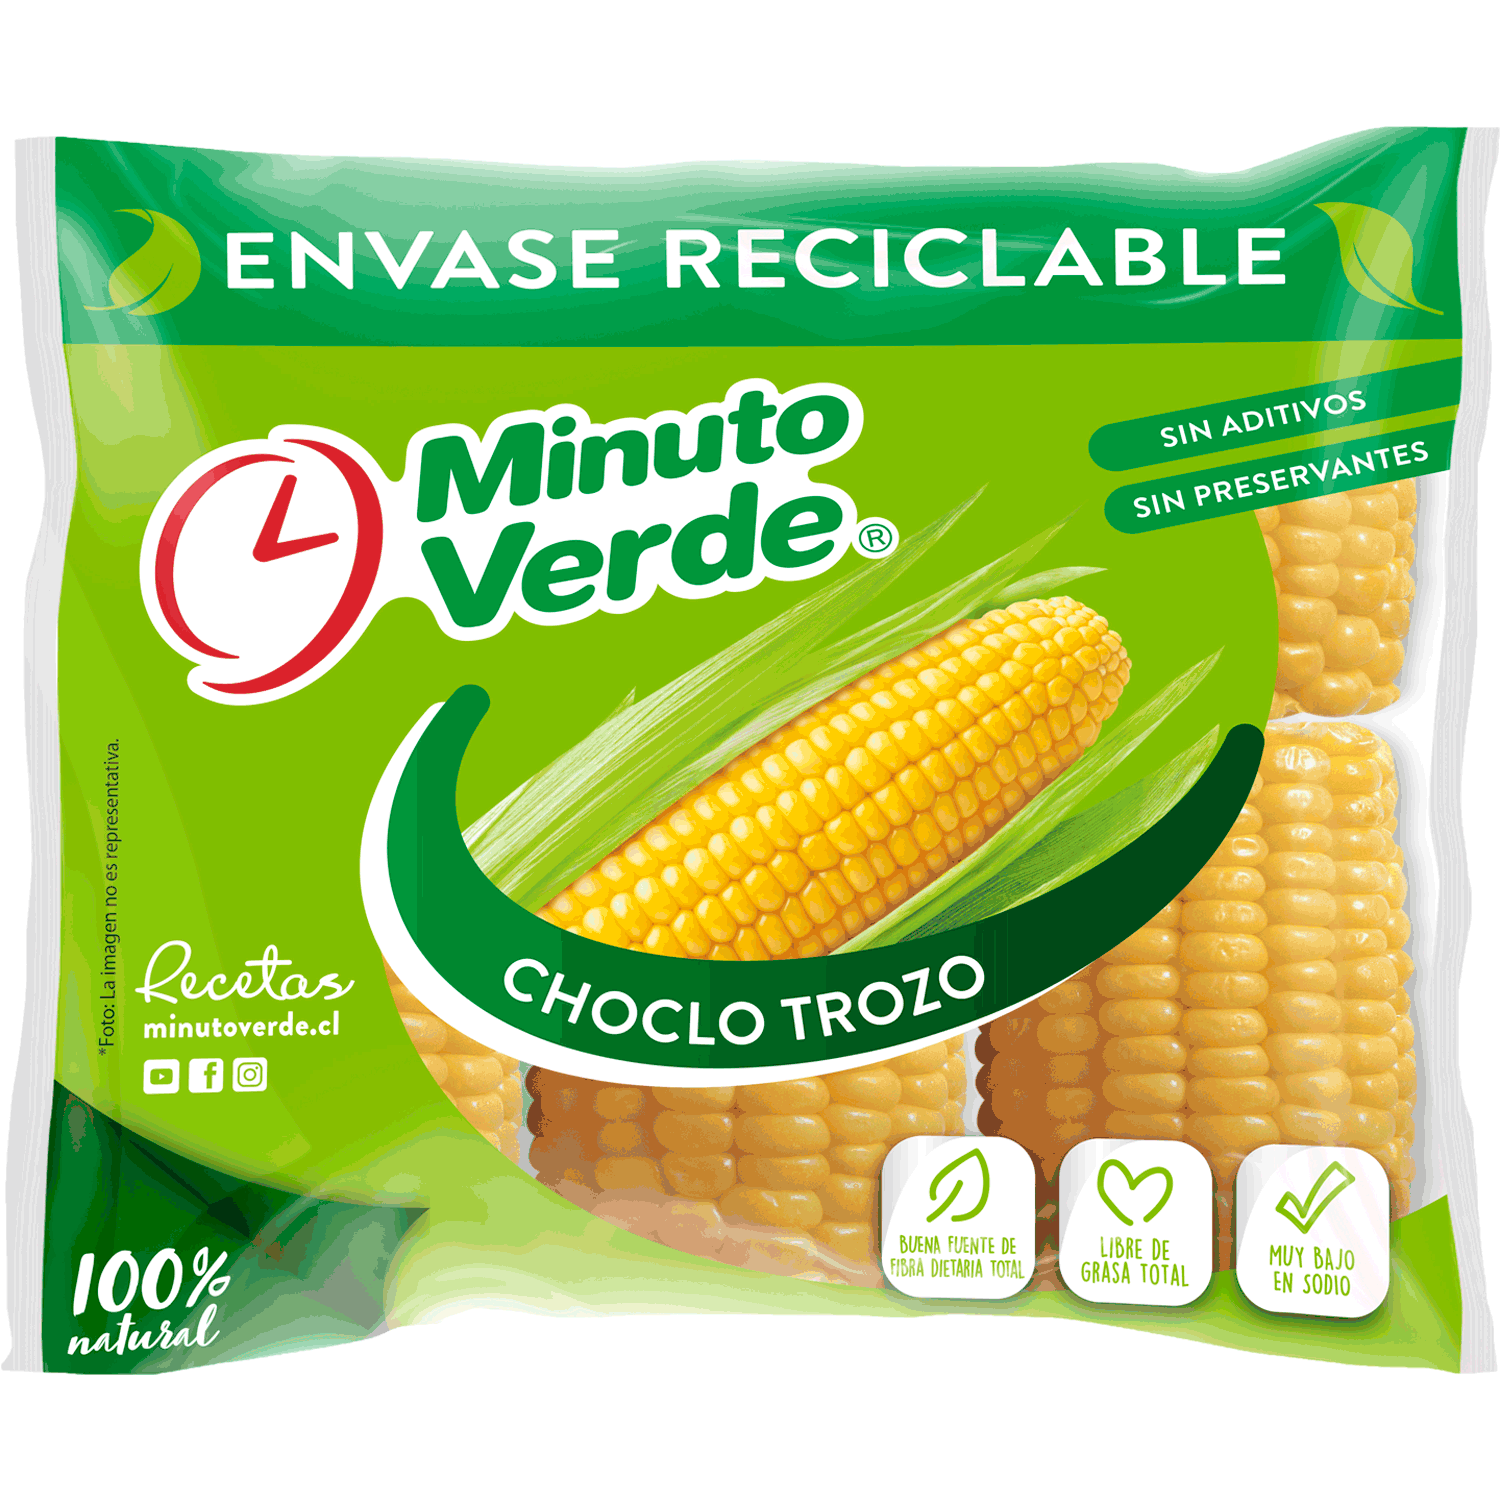 ENVASE RECICLABLE
Minuto
Verde®
SIN ADITIVOS
SIN PRESERVANTES
CHOCLO TROZO
*Foto: La imagen no es representativa.
Recetas
minutoverde.cl
100%
natural
BUENA FUENTE DE
FIBRA DIETARIA TOTAL
LIBRE DE
GRASA TOTAL
MUY BAJO
EN SODIO